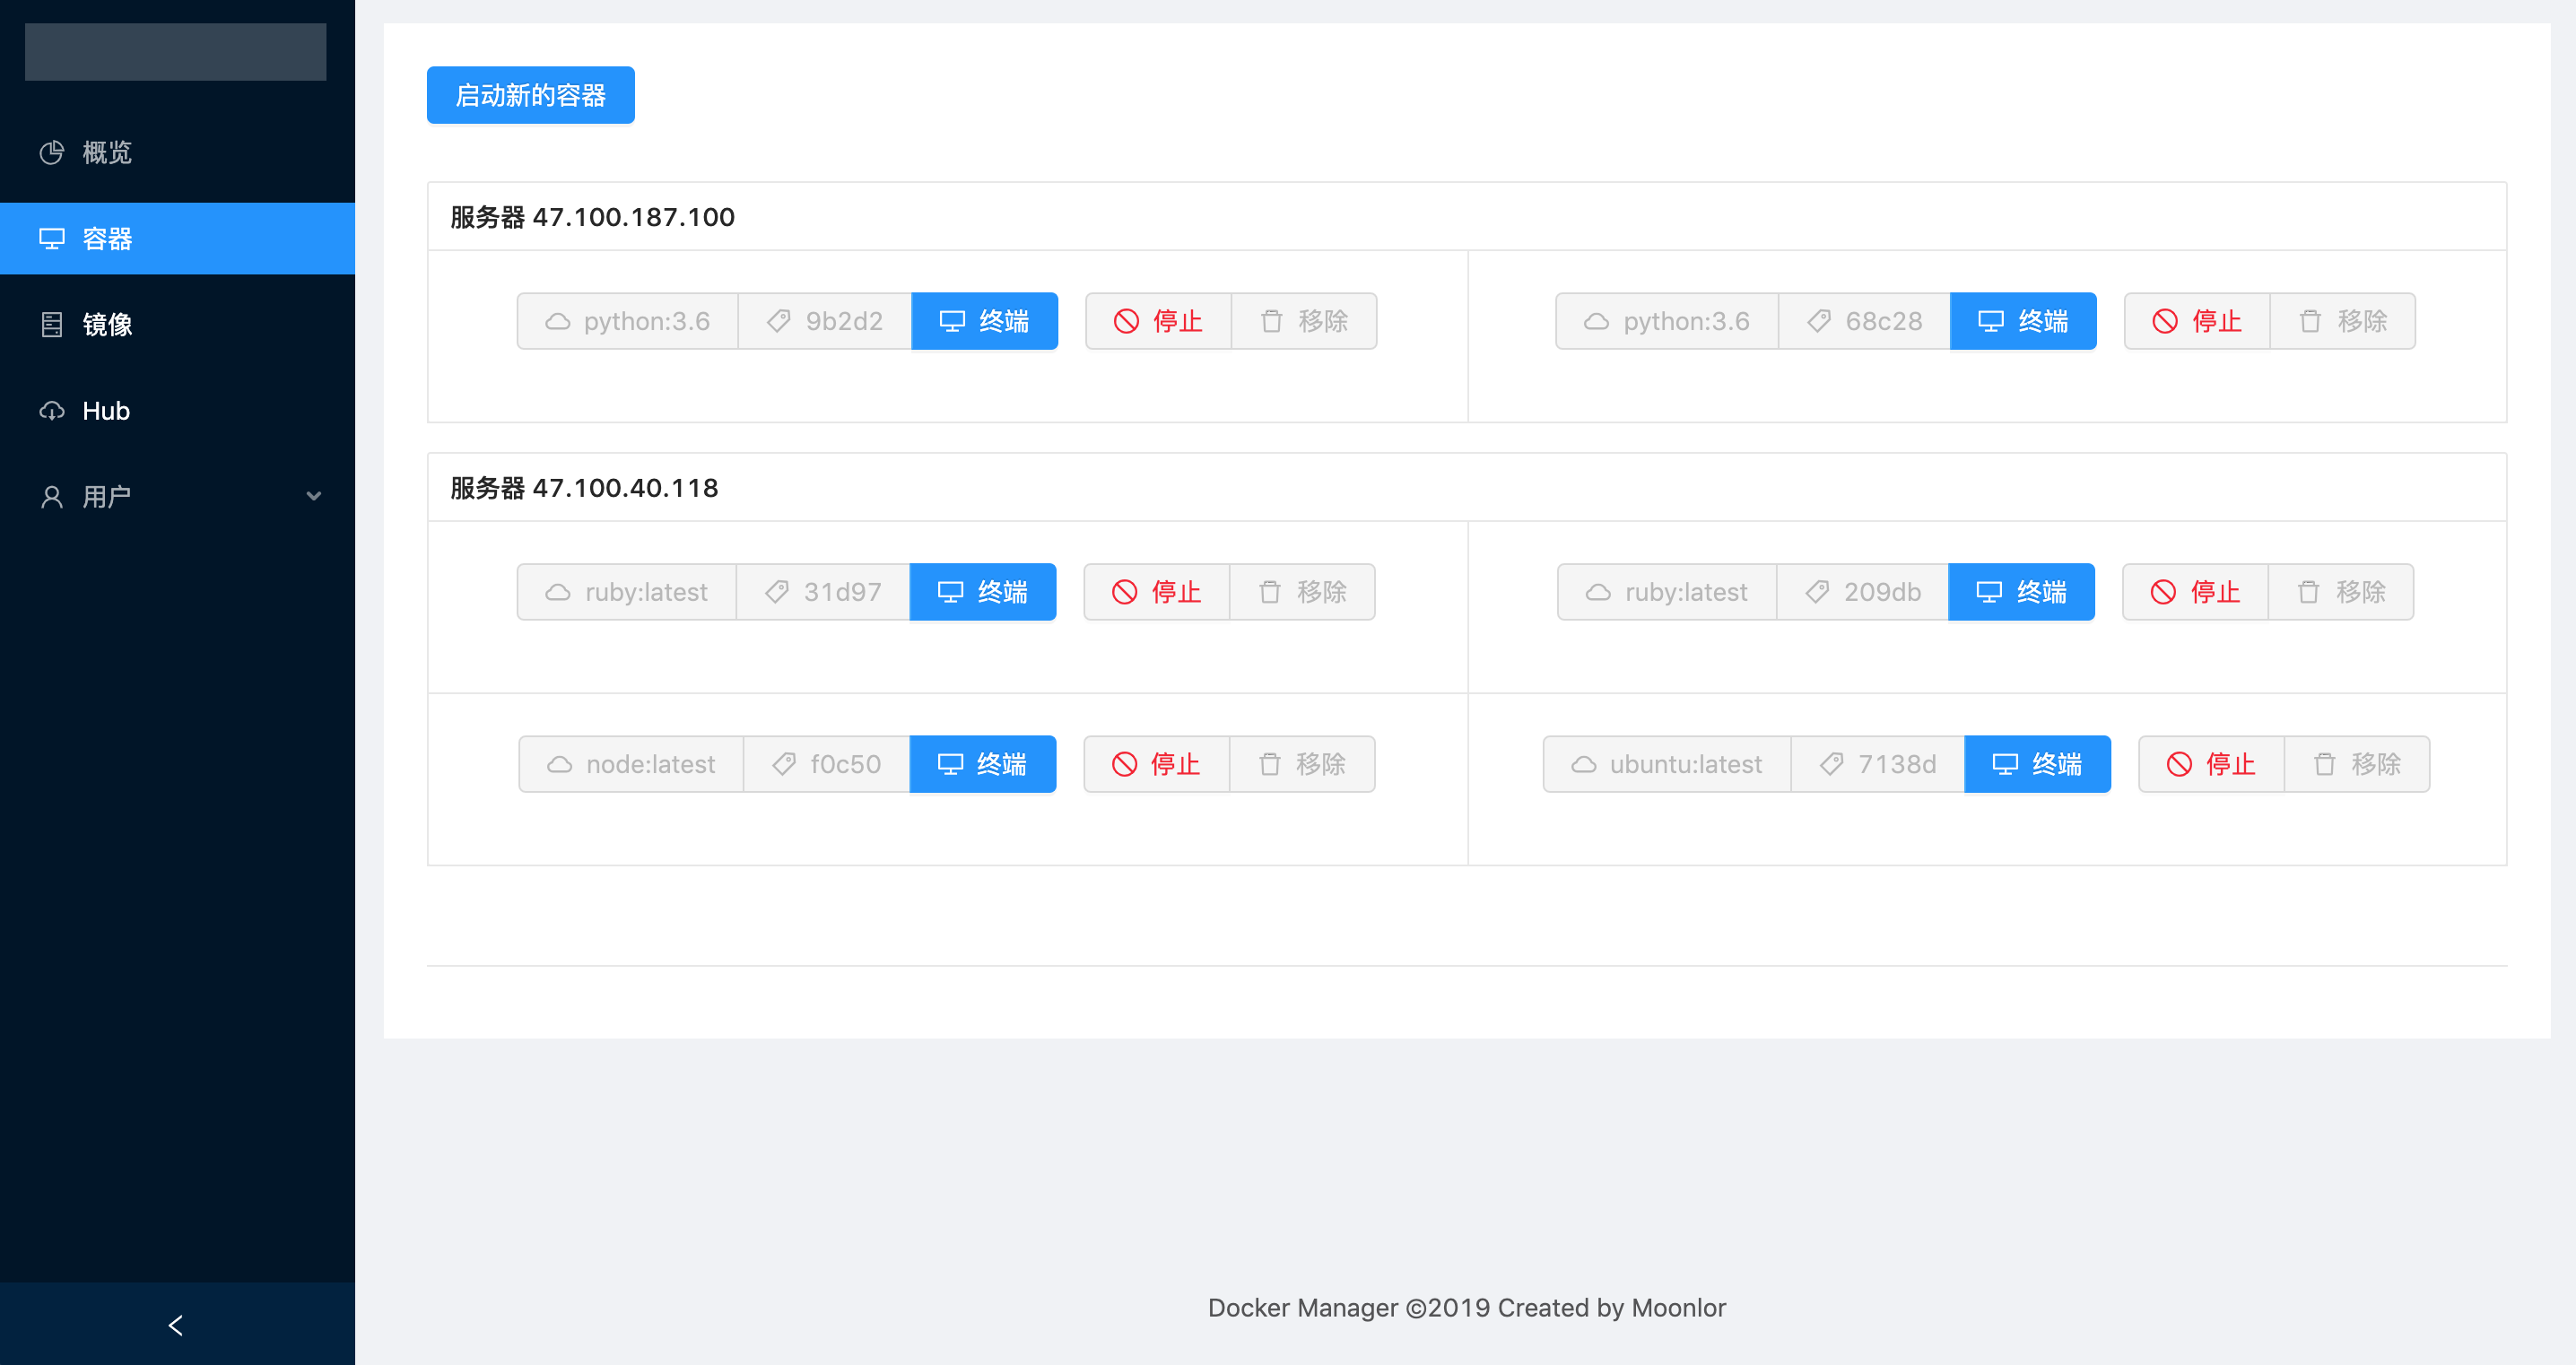 概览
容器
镜像
Hub
用户
启动新的容器
服务器 47.100.187.100
python:3.6 9b2d2 终端 停止 移除 python:3.6 68c28 终端 停止 移除
服务器 47.100.40.118
ruby:latest 31d97 终端 停止 移除 ruby:latest 209db 终端 停止 移除
node:latest f0c50 终端 停止 移除 ubuntu:latest 7138d 终端 停止 移除
Docker Manager ©2019 Created by Moonlor